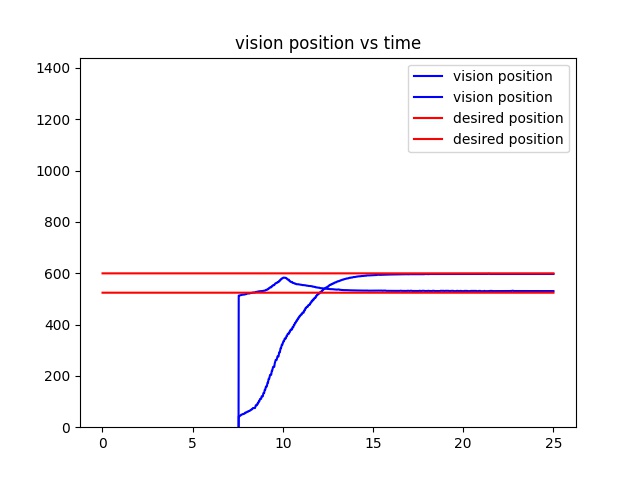 vision position vs time
1400
1200
1000
800
600
400
200
0
vision position
vision position
desired position
desired position
0 5 10 15 20 25